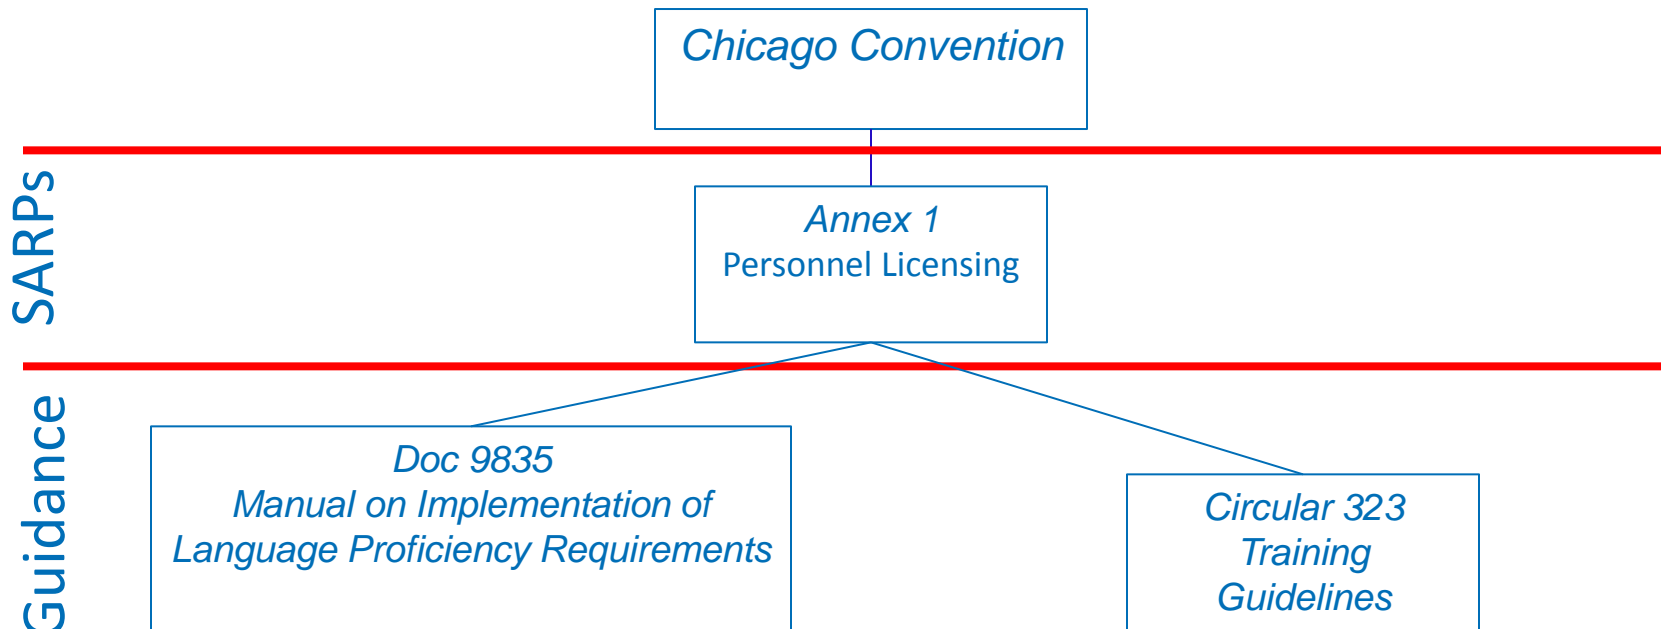 Chicago Convention
SARPs
Annex 1
Personnel Licensing
Guidance
Doc 9835
Manual on Implementation of
Language Proficiency Requirements
Circular 323
Training
Guidelines